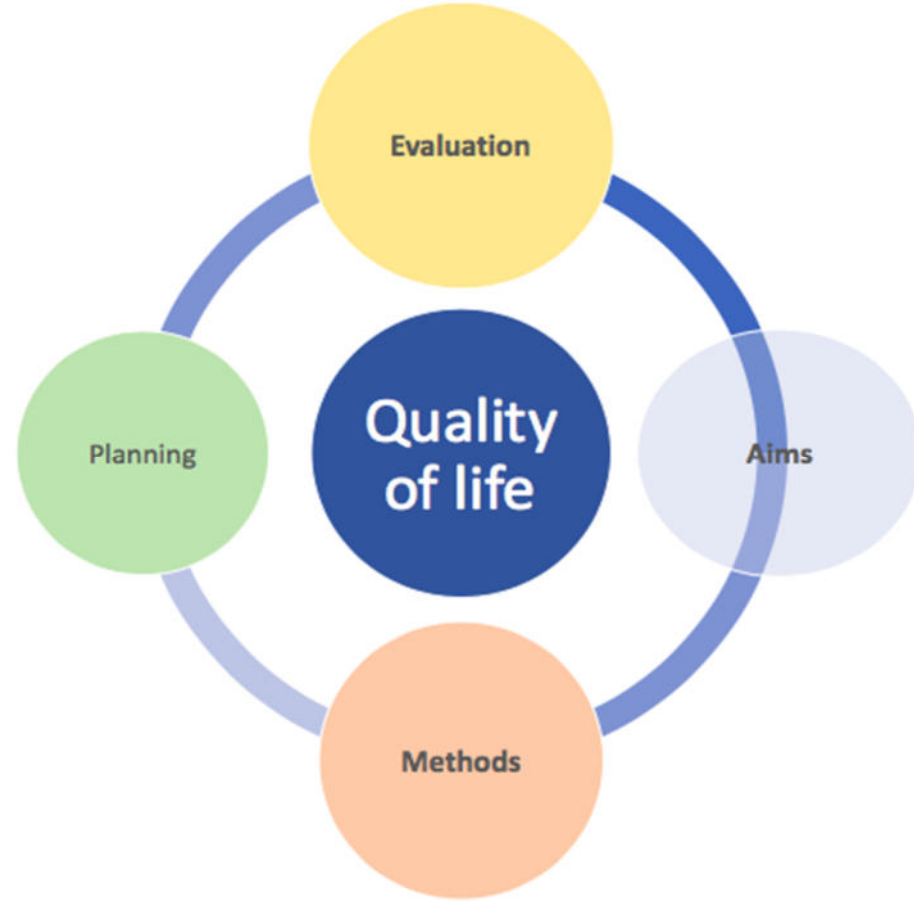 Evaluation
Planning
Quality
of life
Aims
Methods